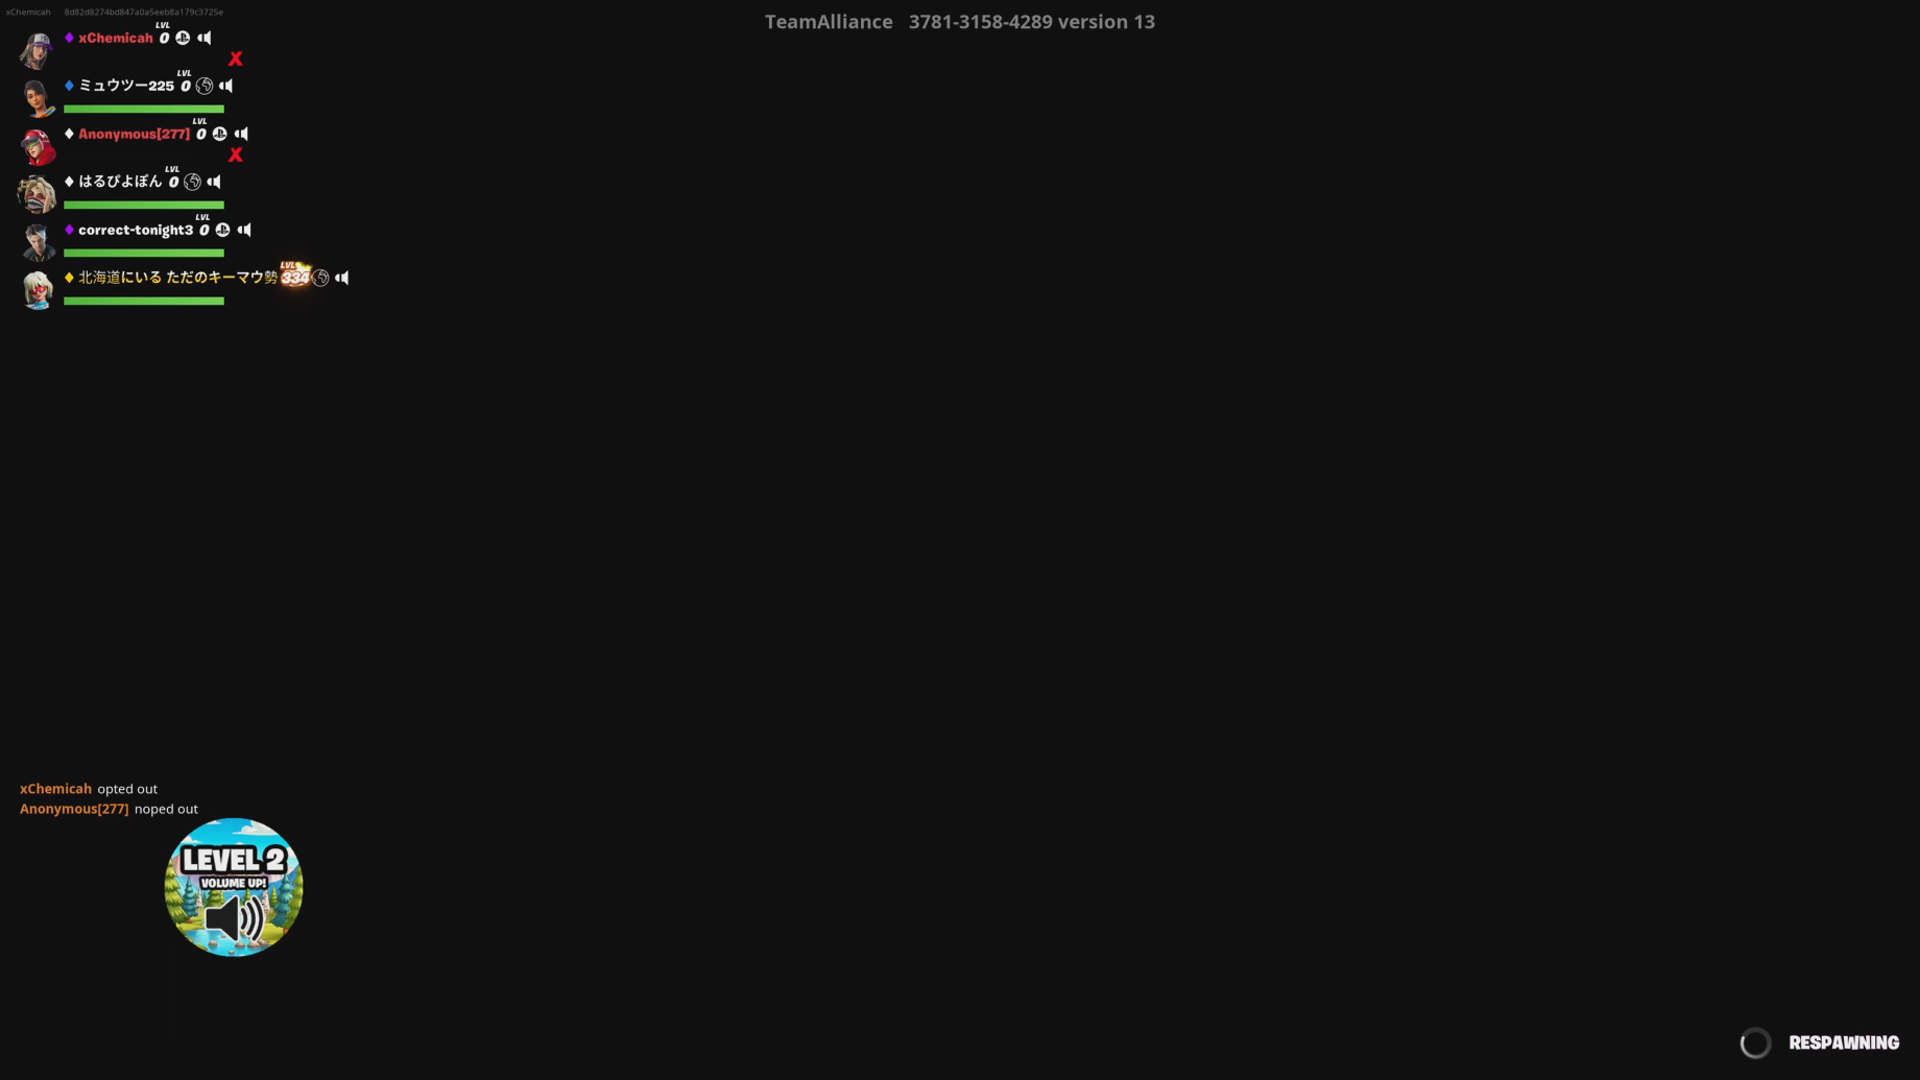 xChemicah 8d82d8274bd847a0a5eeb8a179c3725e
TeamAlliance 3781-3158-4289 version 13
LVL
xChemicah 0
X
LVL
ミュウツー225 0
LVL
Anonymous[277] 0
X
LVL
はるぴよぽん 0
LVL
correct-tonight3 0
LVL
北海道にいる ただのキーマウ勢 334
xChemicah opted out
Anonymous[277] noped out
LEVEL 2
VOLUME UP!
RESPAWNING